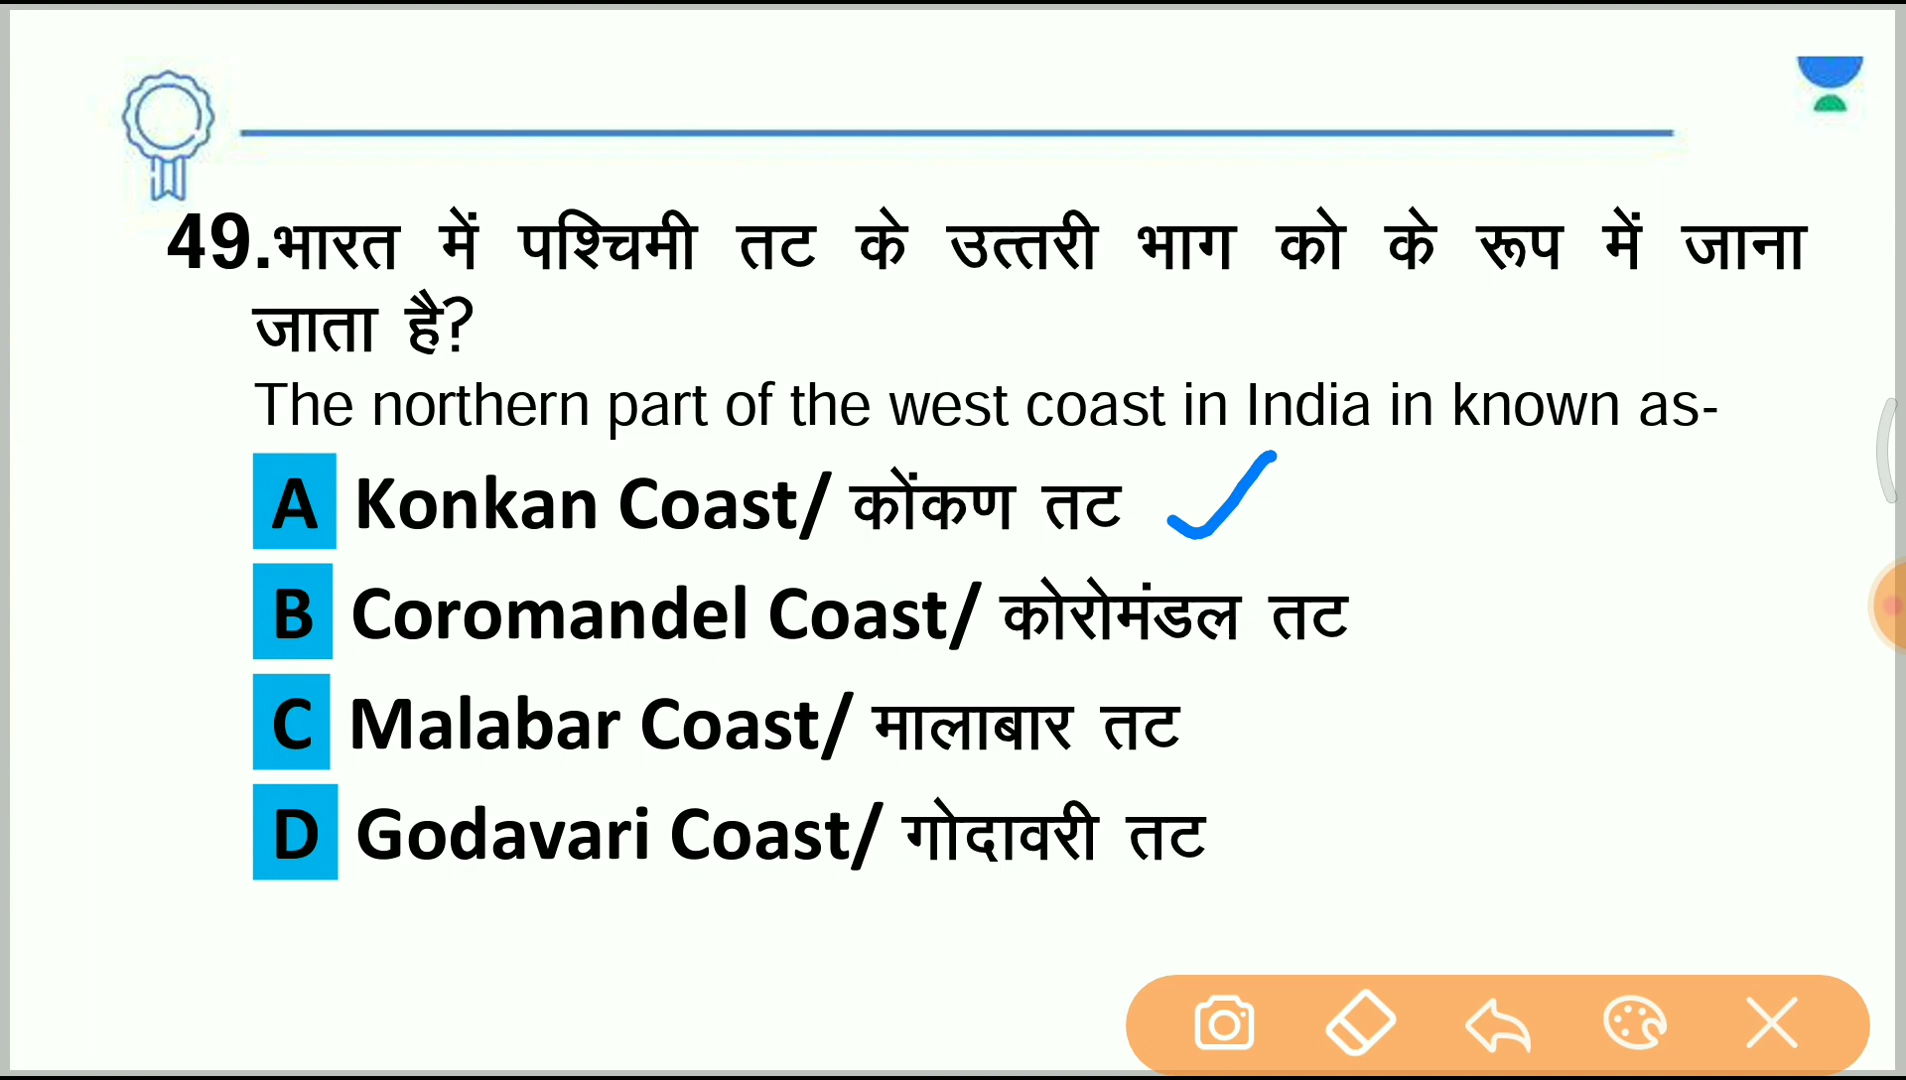 49.भारत में पश्चिमी तट के उत्तरी भाग को के रूप में जाना
जाता है?
The northern part of the west coast in India in known as-
A Konkan Coast/ कोंकण तट
B Coromandel Coast/ कोरोमंडल तट
C Malabar Coast/ मालाबार तट
D Godavari Coast/ गोदावरी तट